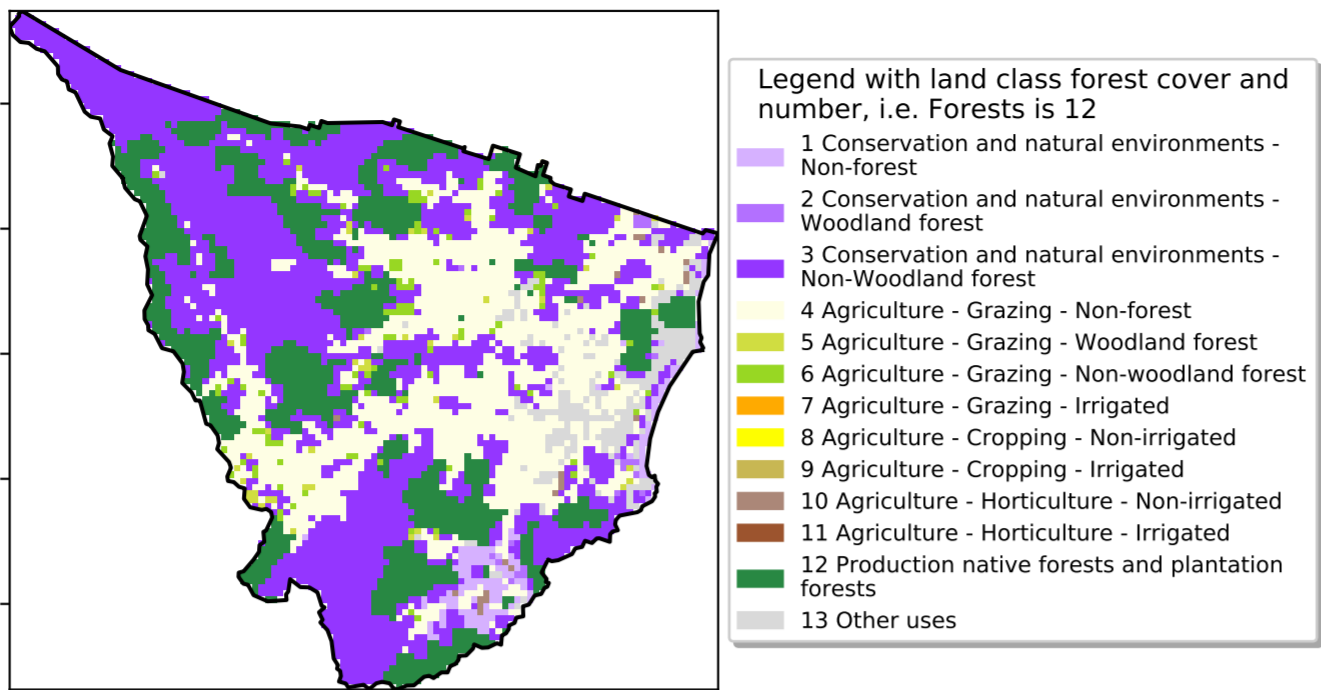 Legend with land class forest cover and
number, i.e. Forests is 12
1 Conservation and natural environments -
Non-forest
2 Conservation and natural environments -
Woodland forest
3 Conservation and natural environments -
Non-Woodland forest
4 Agriculture - Grazing - Non-forest
5 Agriculture - Grazing - Woodland forest
6 Agriculture - Grazing - Non-woodland forest
7 Agriculture - Grazing - Irrigated
8 Agriculture - Cropping - Non-irrigated
9 Agriculture - Cropping - Irrigated
10 Agriculture - Horticulture - Non-irrigated
11 Agriculture - Horticulture - Irrigated
12 Production native forests and plantation
forests
13 Other uses